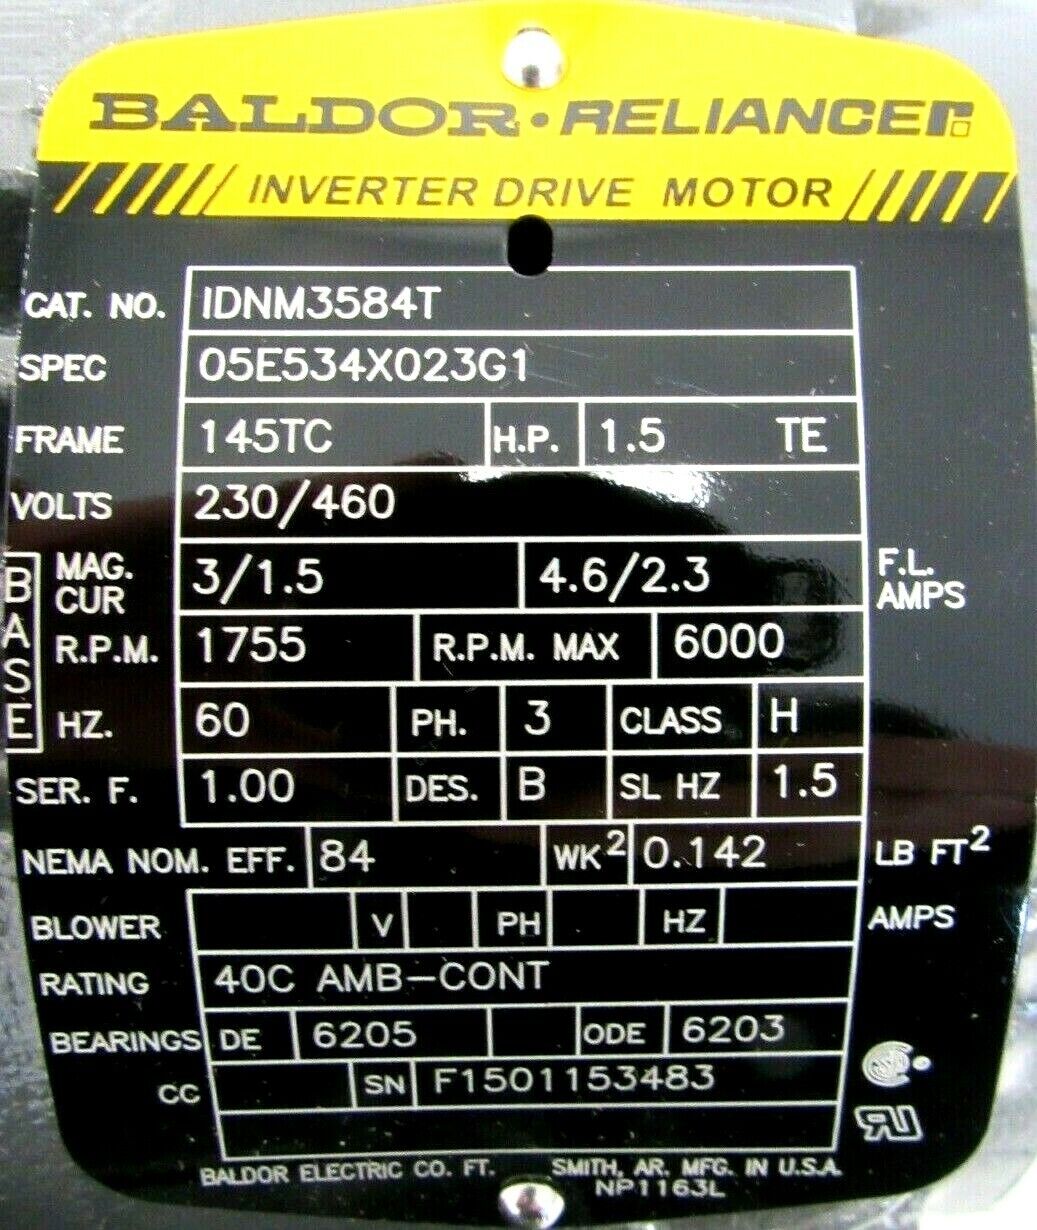 BALDOR • RELIANCER
INVERTER DRIVE MOTOR
CAT. NO. IDNM3584T
SPEC 05E534X023G1
FRAME 145TC H.P. 1.5 TE
VOLTS 230/460
BASE
MAG. CUR 3/1.5 4.6/2.3 F.L. AMPS
R.P.M. 1755 R.P.M. MAX 6000
HZ. 60 PH. 3 CLASS H
SER. F. 1.00 DES. B SL HZ 1.5
NEMA NOM. EFF. 84 WK² 0.142 LB FT²
BLOWER V PH HZ AMPS
RATING 40C AMB-CONT
BEARINGS DE 6205 ODE 6203
CC SN F1501153483
BALDOR ELECTRIC CO. FT. SMITH, AR. MFG. IN U.S.A.
NP1163L